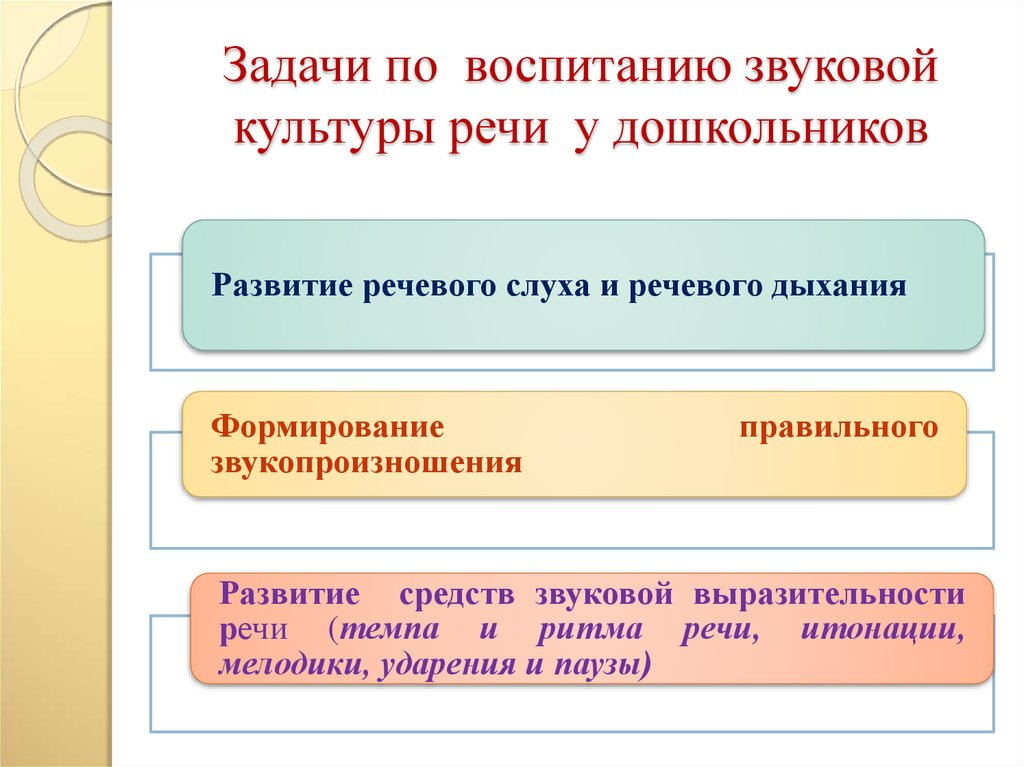 Задачи по воспитанию звуковой
культуры речи у дошкольников
Развитие речевого слуха и речевого дыхания
Формирование правильного
звукопроизношения
Развитие средств звуковой выразительности
речи (темпа и ритма речи, итонации,
мелодики, ударения и паузы)